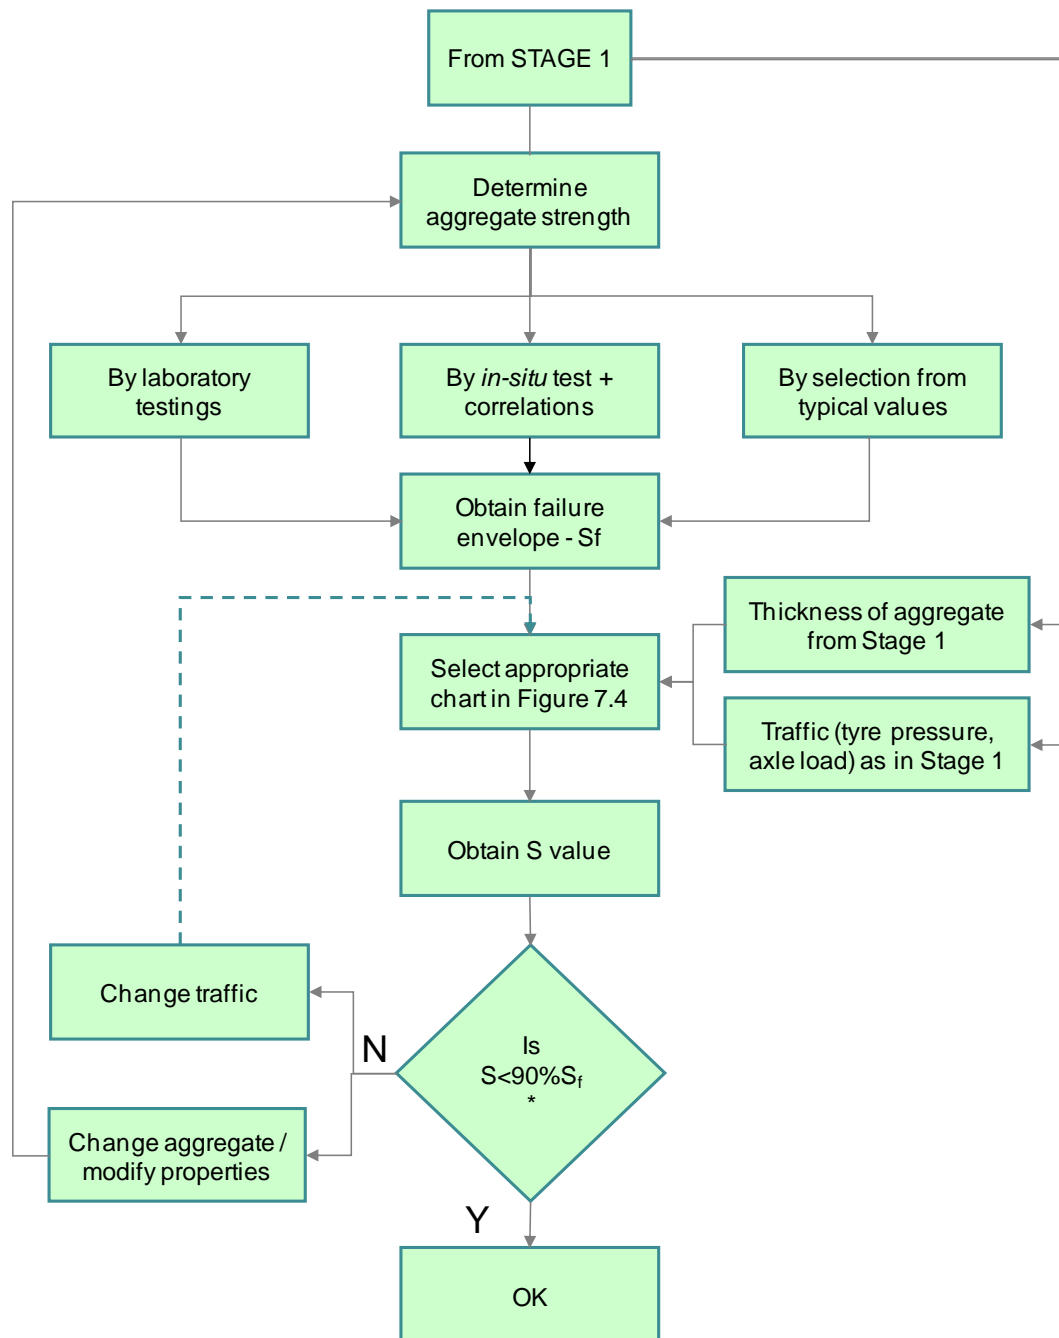 From STAGE 1
Determine
aggregate strength
By laboratory
testings
By in-situ test +
correlations
By selection from
typical values
Obtain failure
envelope - Sf
Thickness of aggregate
from Stage 1
Select appropriate
chart in Figure 7.4
Traffic (tyre pressure,
axle load) as in Stage 1
Obtain S value
Change traffic
N
Is
S<90%Sf
*
Change aggregate /
modify properties
Y
OK